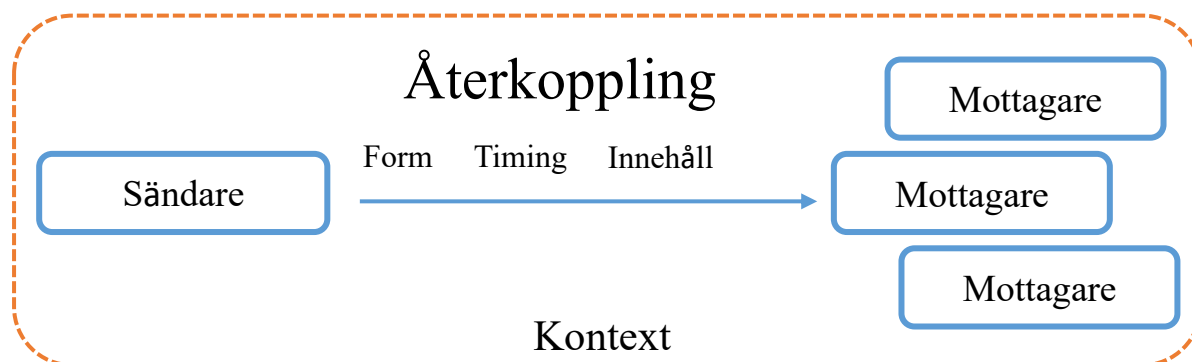 Återkoppling
Mottagare
Form Timing Innehåll
Sändare
Mottagare
Mottagare
Kontext